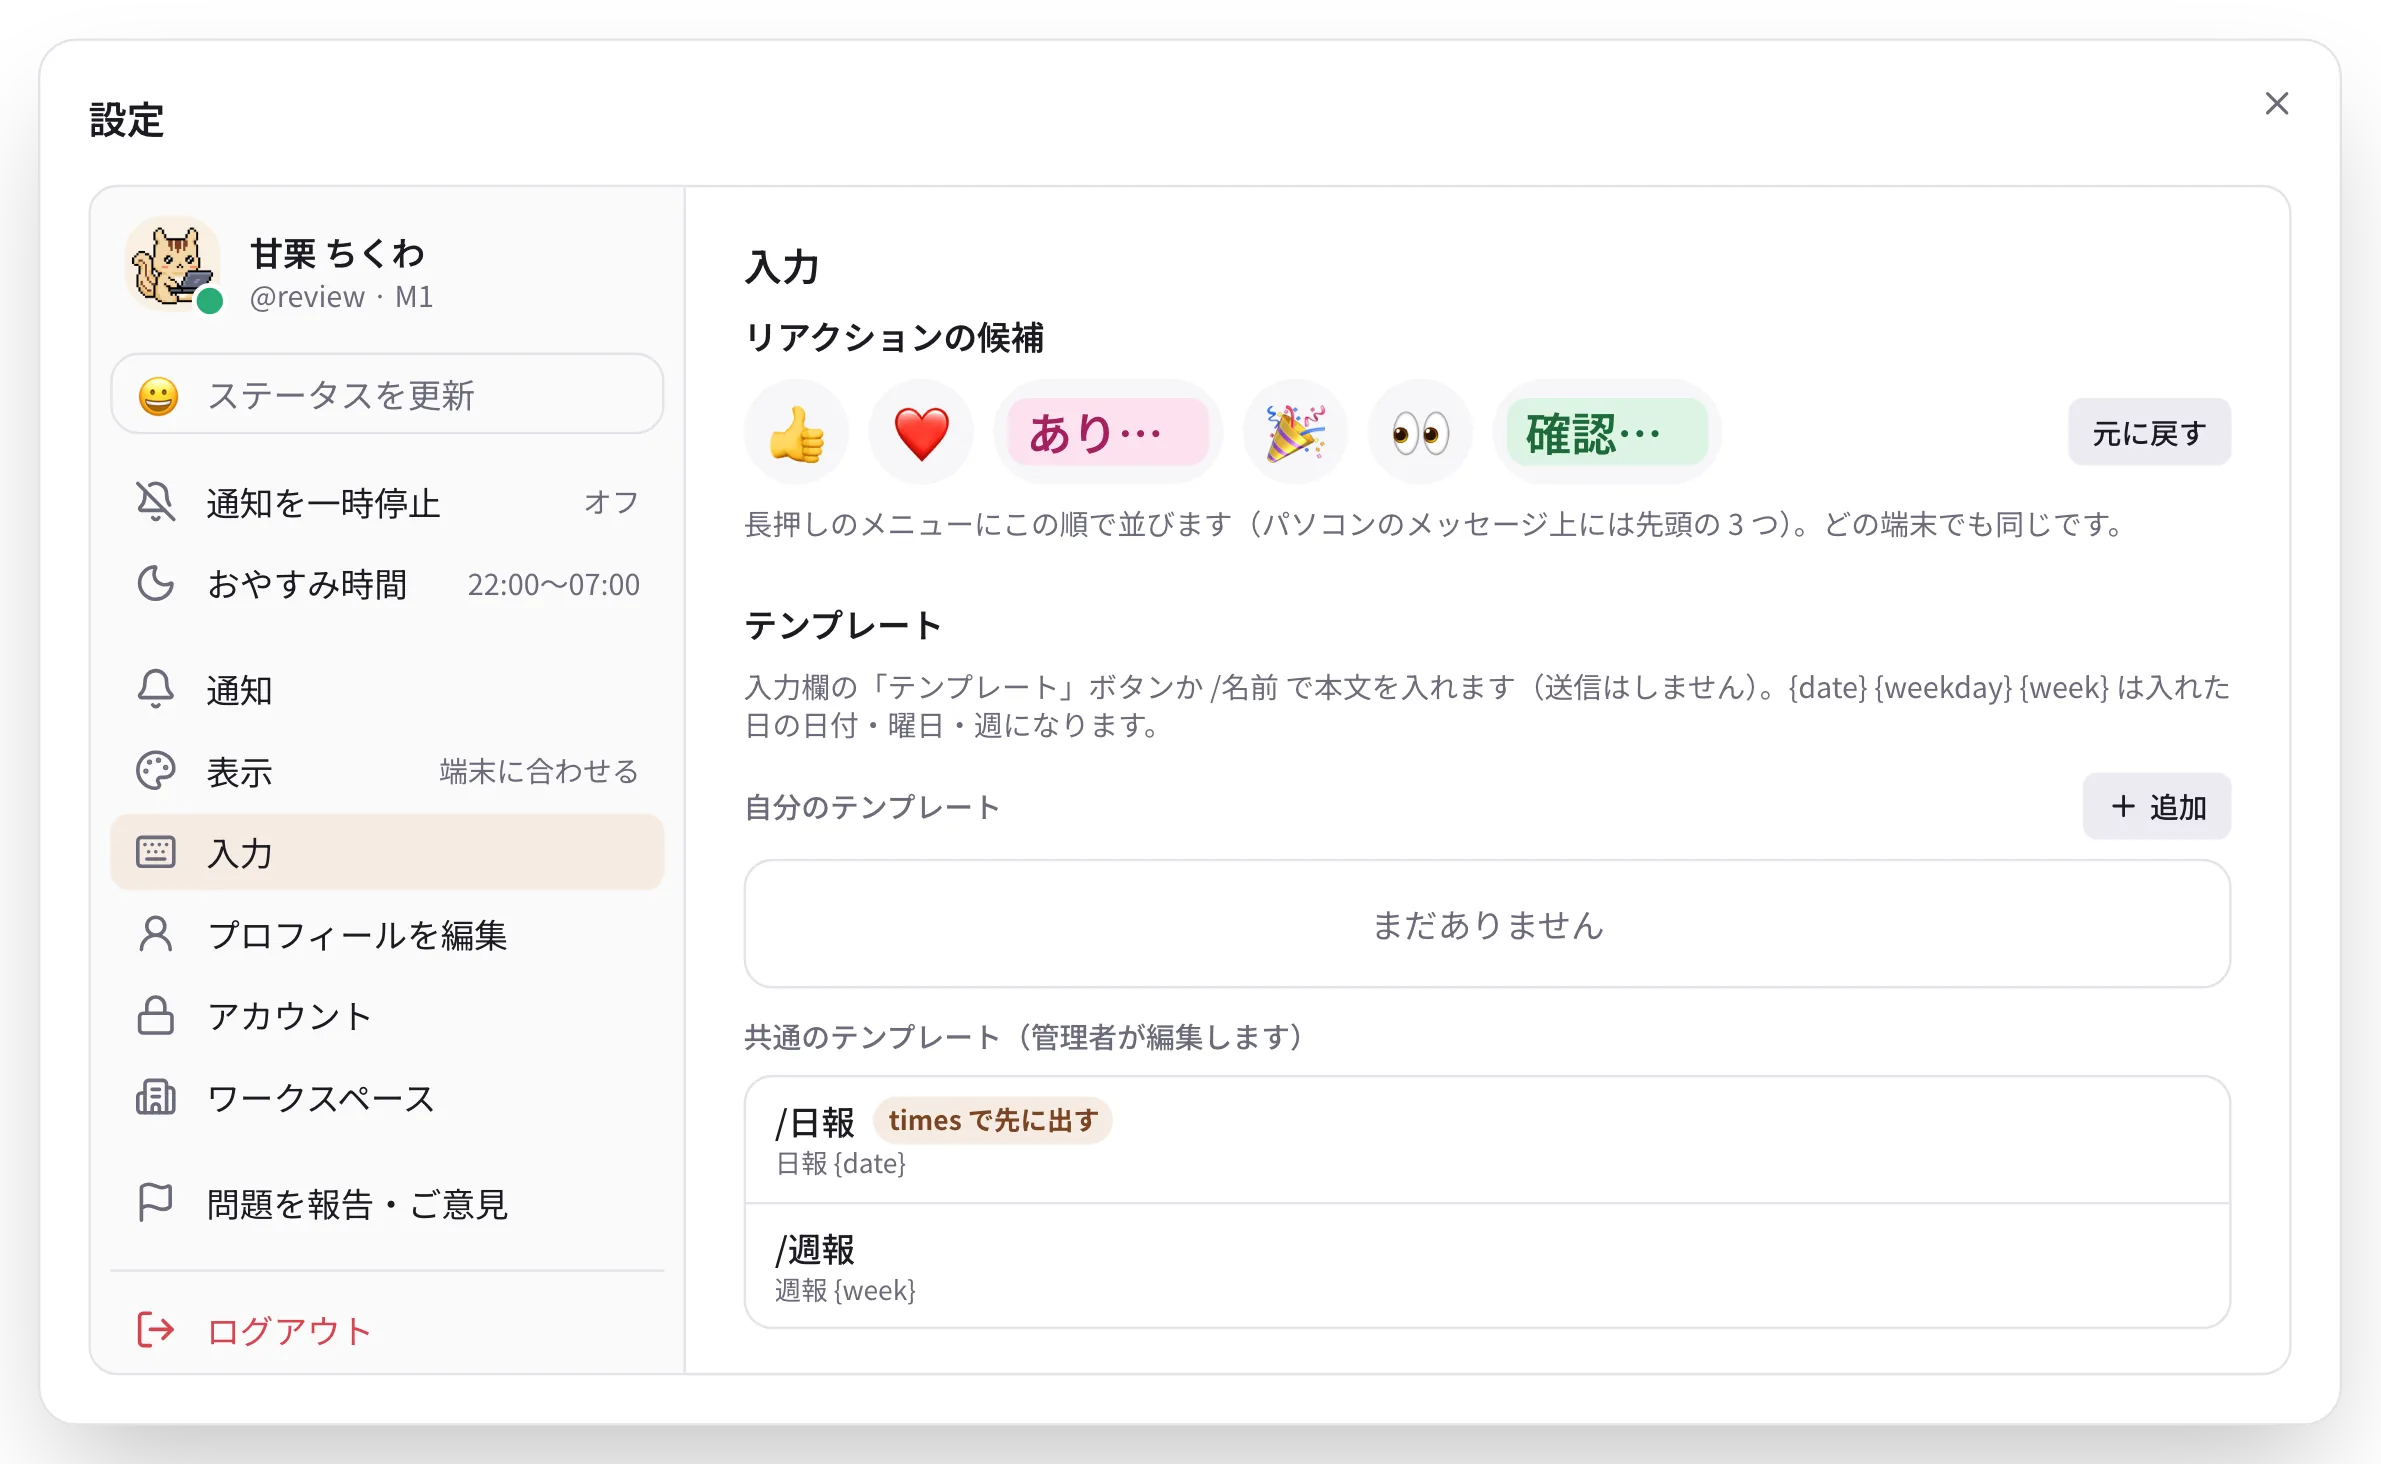 設定
甘栗 ちくわ
@review · M1
ステータスを更新
通知を一時停止 オフ
おやすみ時間 22:00〜07:00
通知
表示 端末に合わせる
入力
プロフィールを編集
アカウント
ワークスペース
問題を報告・ご意見
ログアウト
入力
リアクションの候補
あり… 確認… 元に戻す
長押しのメニューにこの順で並びます（パソコンのメッセージ上には先頭の 3 つ）。どの端末でも同じです。
テンプレート
入力欄の「テンプレート」ボタンか /名前 で本文を入れます（送信はしません）。{date} {weekday} {week} は入れた
日の日付・曜日・週になります。
自分のテンプレート 追加
まだありません
共通のテンプレート（管理者が編集します）
/日報 times で先に出す
日報 {date}
/週報
週報 {week}